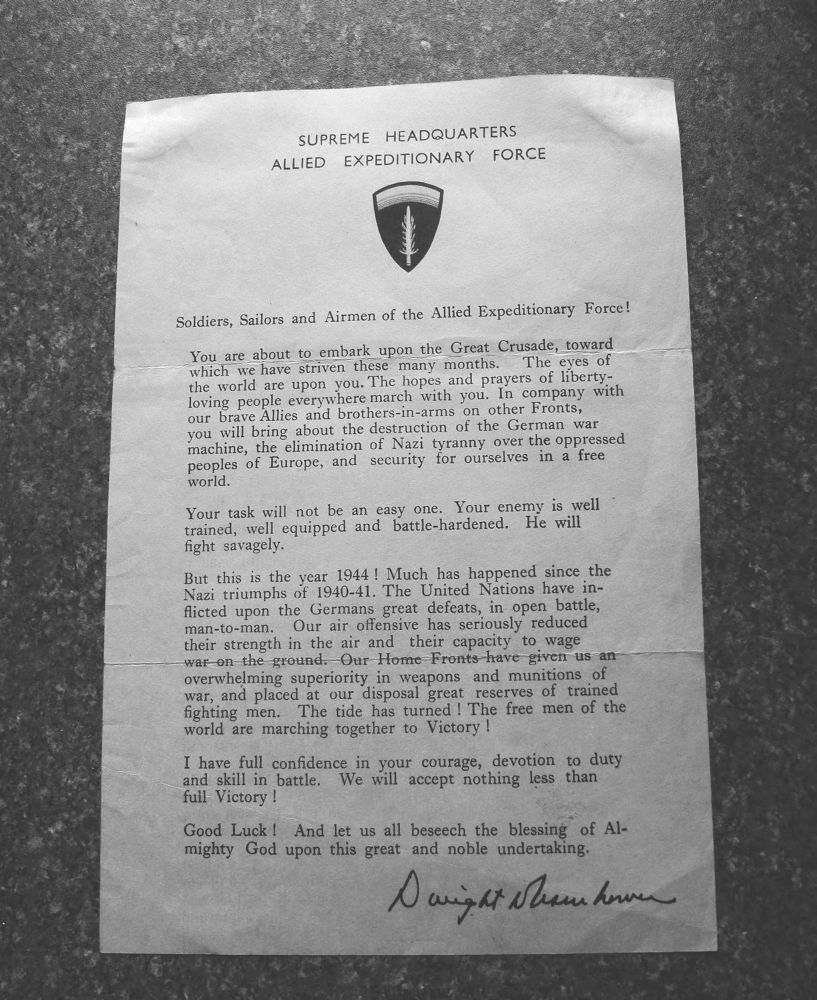 SUPREME HEADQUARTERS
ALLIED EXPEDITIONARY FORCE
Soldiers, Sailors and Airmen of the Allied Expeditionary Force!
You are about to embark upon the Great Crusade, toward
which we have striven these many months. The eyes of
the world are upon you. The hopes and prayers of liberty-
loving people everywhere march with you. In company with
our brave Allies and brothers-in-arms on other Fronts,
you will bring about the destruction of the German war
machine, the elimination of Nazi tyranny over the oppressed
peoples of Europe, and security for ourselves in a free
world.
Your task will not be an easy one. Your enemy is well
trained, well equipped and battle-hardened. He will
fight savagely.
But this is the year 1944! Much has happened since the
Nazi triumphs of 1940-41. The United Nations have in-
flicted upon the Germans great defeats, in open battle,
man-to-man. Our air offensive has seriously reduced
their strength in the air and their capacity to wage
war on the ground. Our Home Fronts have given us an
overwhelming superiority in weapons and munitions of
war, and placed at our disposal great reserves of trained
fighting men. The tide has turned! The free men of the
world are marching together to Victory!
I have full confidence in your courage, devotion to duty
and skill in battle. We will accept nothing less than
full Victory!
Good Luck! And let us all beseech the blessing of Al-
mighty God upon this great and noble undertaking.
Dwight D Eisenhower